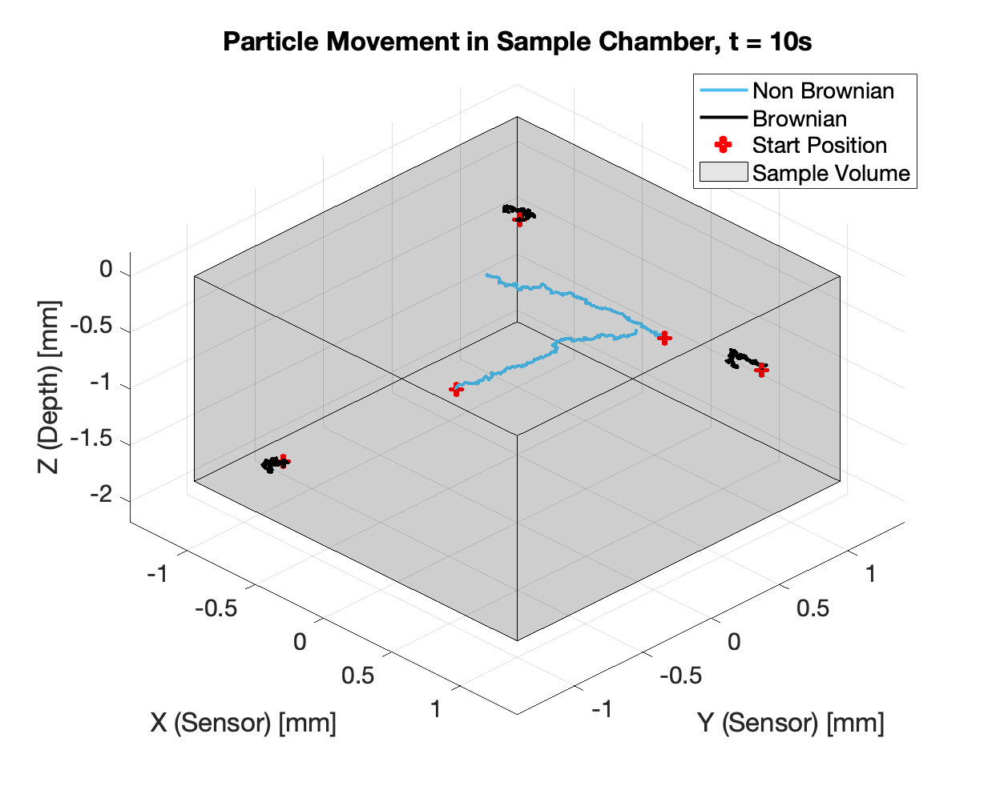 Particle Movement in Sample Chamber, t = 10s
Non Brownian
Brownian
Start Position
Sample Volume
0
-0.5
-1
-1.5
-2
Z (Depth) [mm]
-1
-0.5
0
0.5
1
X (Sensor) [mm]
-1
-0.5
0
0.5
1
Y (Sensor) [mm]